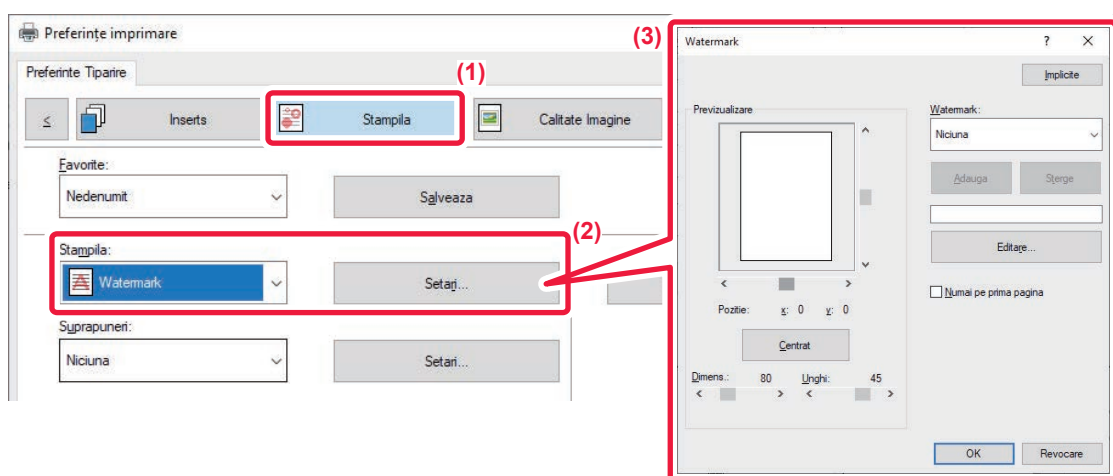 Preferințe imprimare
Preferinte Tiparire
(1)
<
Inserts
Stampila
Calitate Imagine
Favorite:
Nedenumit
Salveaza
(2)
Stampila:
Watermark
Setari...
Suprapuneri:
Niciuna
Setari...
(3)
Watermark
? X
Implicite
Previzualizare
Watermark:
Niciuna
Adauga
Sterge
Editare...
Numai pe prima pagina
Pozitie: x: 0 y: 0
Centrat
Dimens.: 80 Unghi: 45
OK
Revocare